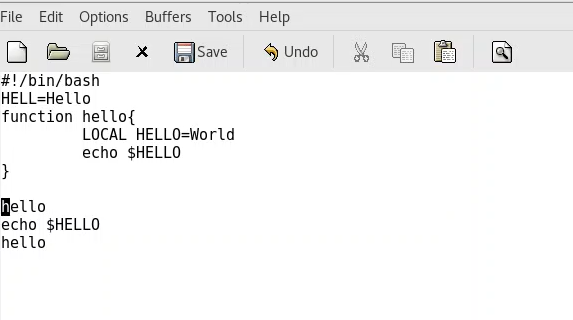 File Edit Options Buffers Tools Help
Save Undo
#!/bin/bash
HELL=Hello
function hello{
        LOCAL HELLO=World
        echo $HELLO
}
hello
echo $HELLO
hello